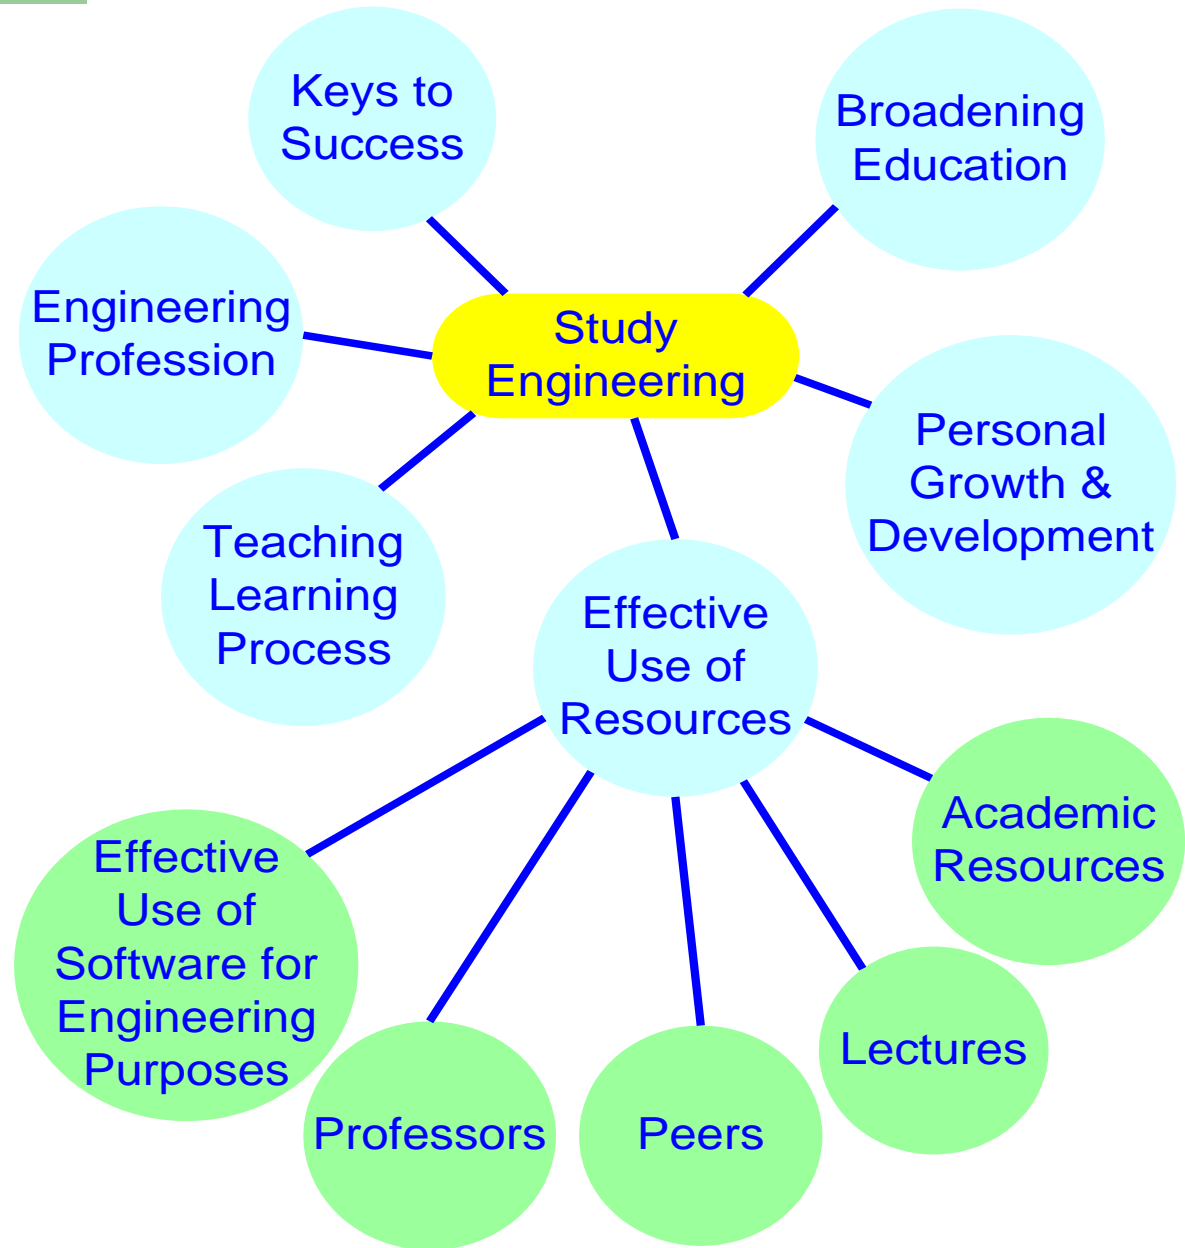 Keys to
Success
Broadening
Education
Engineering
Profession
Study
Engineering
Personal
Growth &
Development
Teaching
Learning
Process
Effective
Use of
Resources
Academic
Resources
Effective
Use of
Software for
Engineering
Purposes
Lectures
Professors
Peers